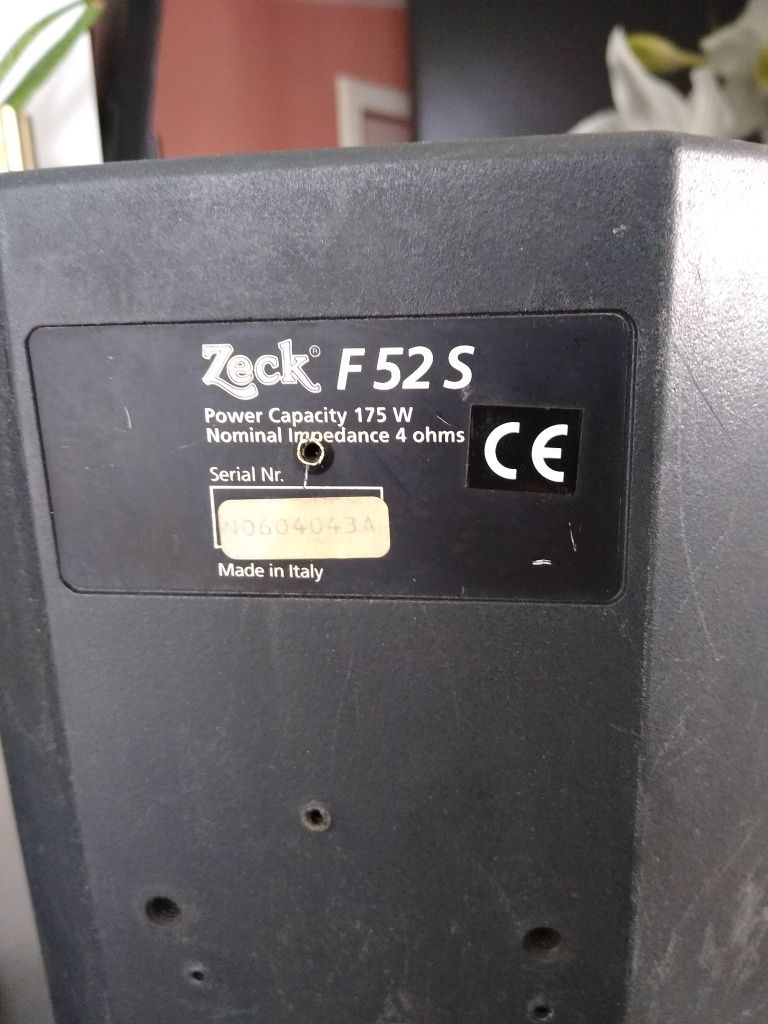 Zeck® F 52 S
Power Capacity 175 W
Nominal Impedance 4 ohms
CE
Serial Nr.
N0604043A
Made in Italy